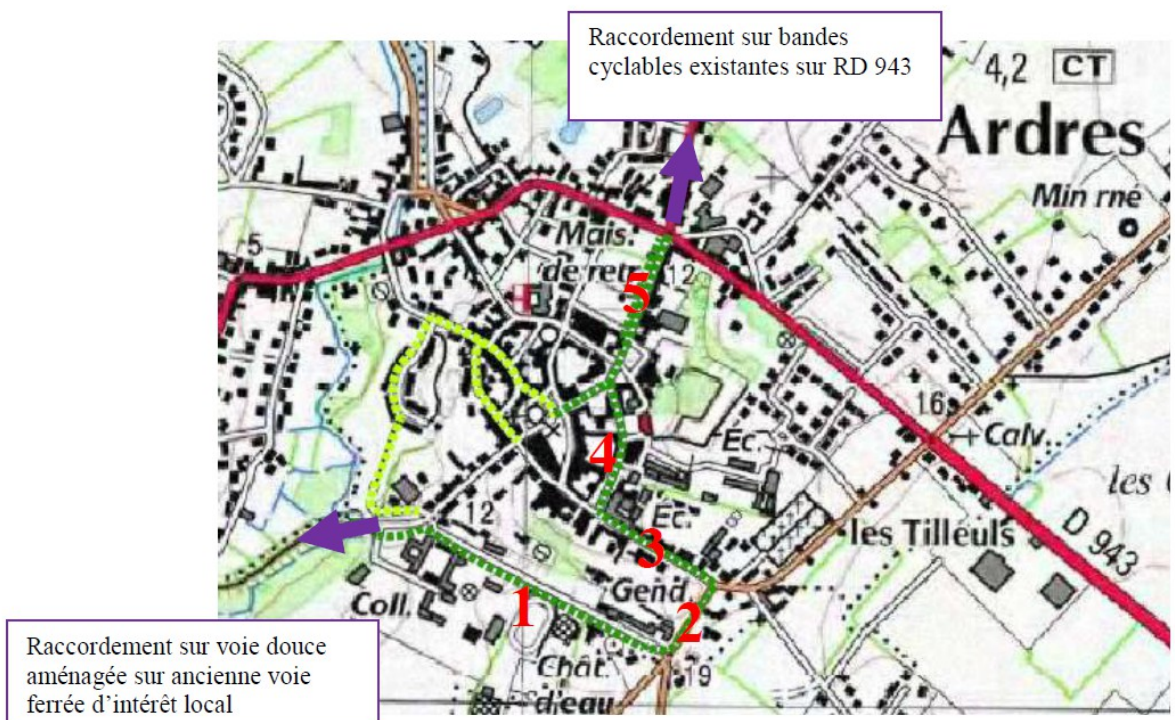 Raccordement sur bandes
cyclables existantes sur RD 943
4,2 CT
Ardres
Min rné
5
Mais.
de retr.
12
5
16
Calv.
4
Éc.
les
12
Éc.
les Tilleuls
D 943
3
Gend.
Coll.
1
2
Chât.
d'eau
19
Raccordement sur voie douce
aménagée sur ancienne voie
ferrée d'intérêt local